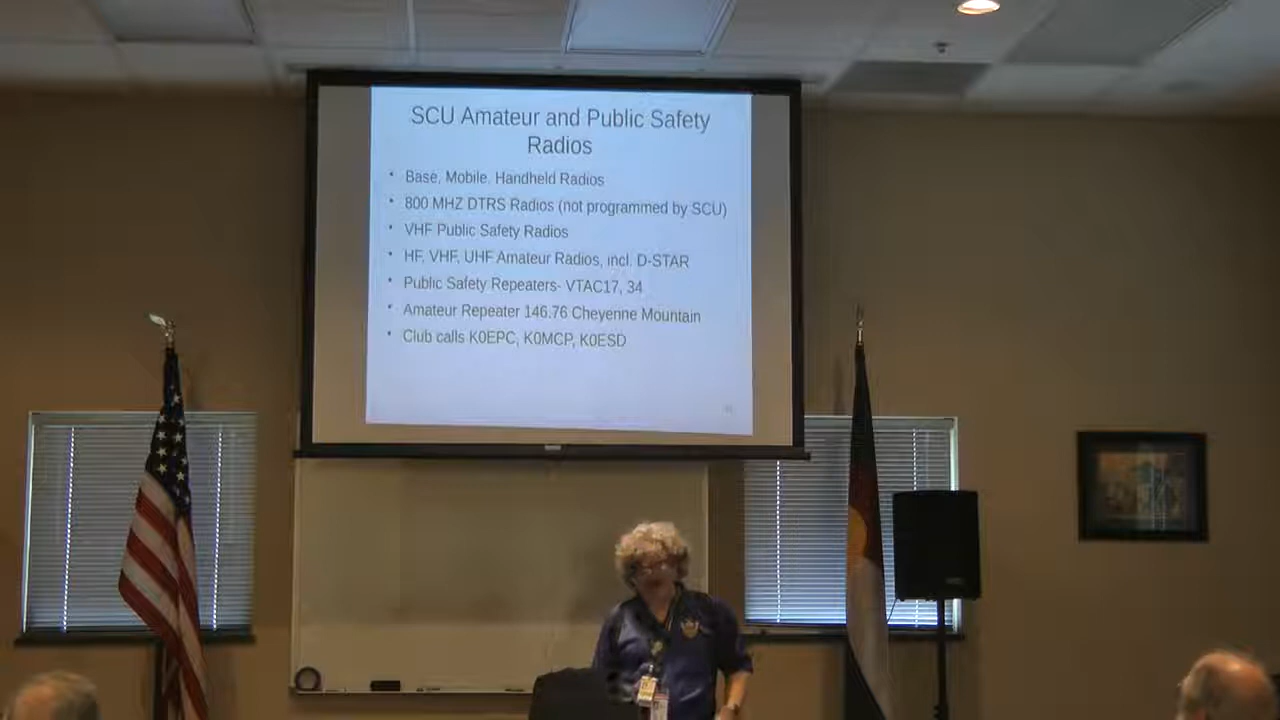 SCU Amateur and Public Safety
Radios
• Base, Mobile, Handheld Radios
• 800 MHZ DTRS Radios (not programmed by SCU)
• VHF Public Safety Radios
• HF, VHF, UHF Amateur Radios, incl. D-STAR
• Public Safety Repeaters- VTAC17, 34
• Amateur Repeater 146.76 Cheyenne Mountain
• Club calls K0EPC, K0MCP, K0ESD